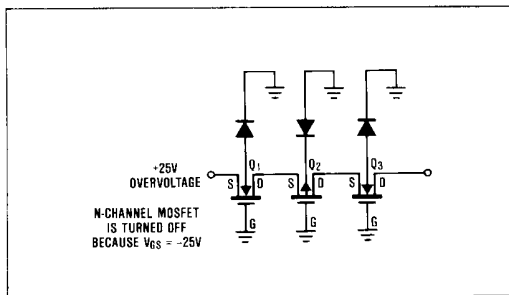 Q1
Q2
Q3
+25V
OVERVOLTAGE
S D
S D
S D
N-CHANNEL MOSFET
IS TURNED OFF
BECAUSE VGS = -25V
G
G
G